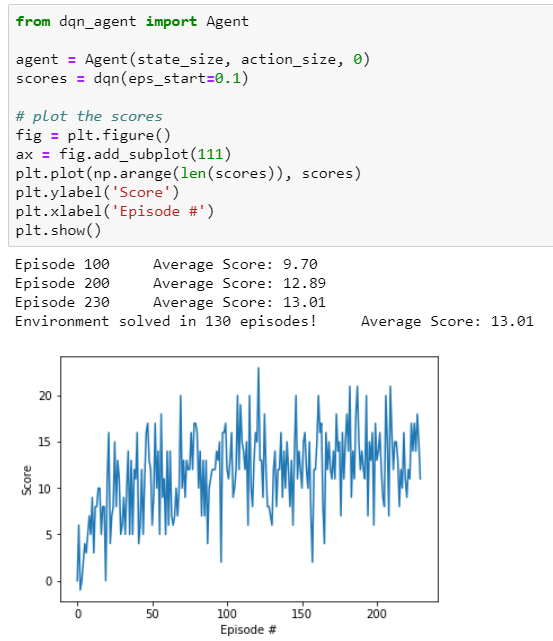 from dqn_agent import Agent
agent = Agent(state_size, action_size, 0)
scores = dqn(eps_start=0.1)
# plot the scores
fig = plt.figure()
ax = fig.add_subplot(111)
plt.plot(np.arange(len(scores)), scores)
plt.ylabel('Score')
plt.xlabel('Episode #')
plt.show()
Episode 100 Average Score: 9.70
Episode 200 Average Score: 12.89
Episode 230 Average Score: 13.01
Environment solved in 130 episodes! Average Score: 13.01
20
15
10
5
0
Score
0 50 100 150 200
Episode #